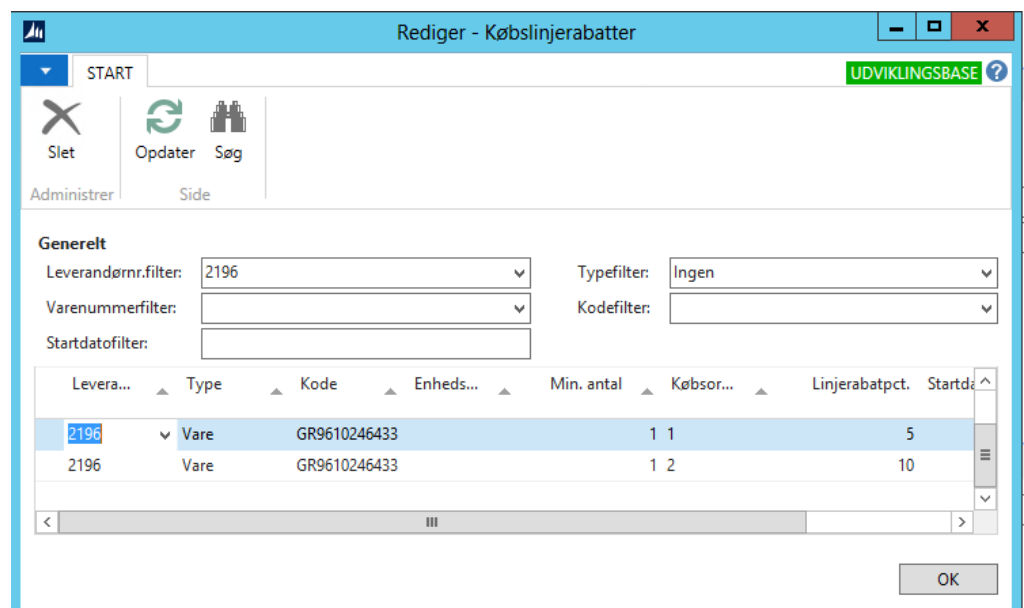 Rediger - Købslinjerabatter
START
UDVIKLINGSBASE
Slet
Opdater Søg
Administrer
Side
Generelt
Leverandørnr.filter: 2196 Typefilter: Ingen
Varenummerfilter: Kodefilter:
Startdatofilter:
Levera... Type Kode Enheds... Min. antal Købsor... Linjerabatpct. Startda
2196 Vare GR9610246433 1 1 5
2196 Vare GR9610246433 1 2 10
OK